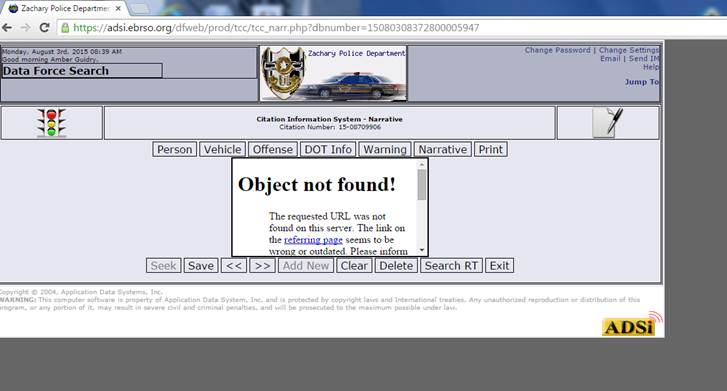 Zachary Police Departmen
https://adsi.ebrso.org/dfweb/prod/tcc/tcc_narr.php?dbnumber=15080308372800005947
Monday, August 3rd, 2015 08:39 AM
Good morning Amber Guidry.
Data Force Search
Zachary Police Department
Change Password | Change Settings
Email | Send IM
Help
Jump To
Citation Information System - Narrative
Citation Number: 15-08709906
Person Vehicle Offense DOT Info Warning Narrative Print
Object not found!
The requested URL was not
found on this server. The link on
the referring page seems to be
wrong or outdated. Please inform
Seek Save << >> Add New Clear Delete Search RT Exit
Copyright © 2004, Application Data Systems, Inc.
WARNING: This computer software is property of Application Data System, Inc. and is protected by copyright laws and International treaties. Any unauthorized reproduction or distribution of this
program, or any portion of it, may result in severe civil and criminal penalties, and will be prosecuted to the maximum possible under law.
ADSi